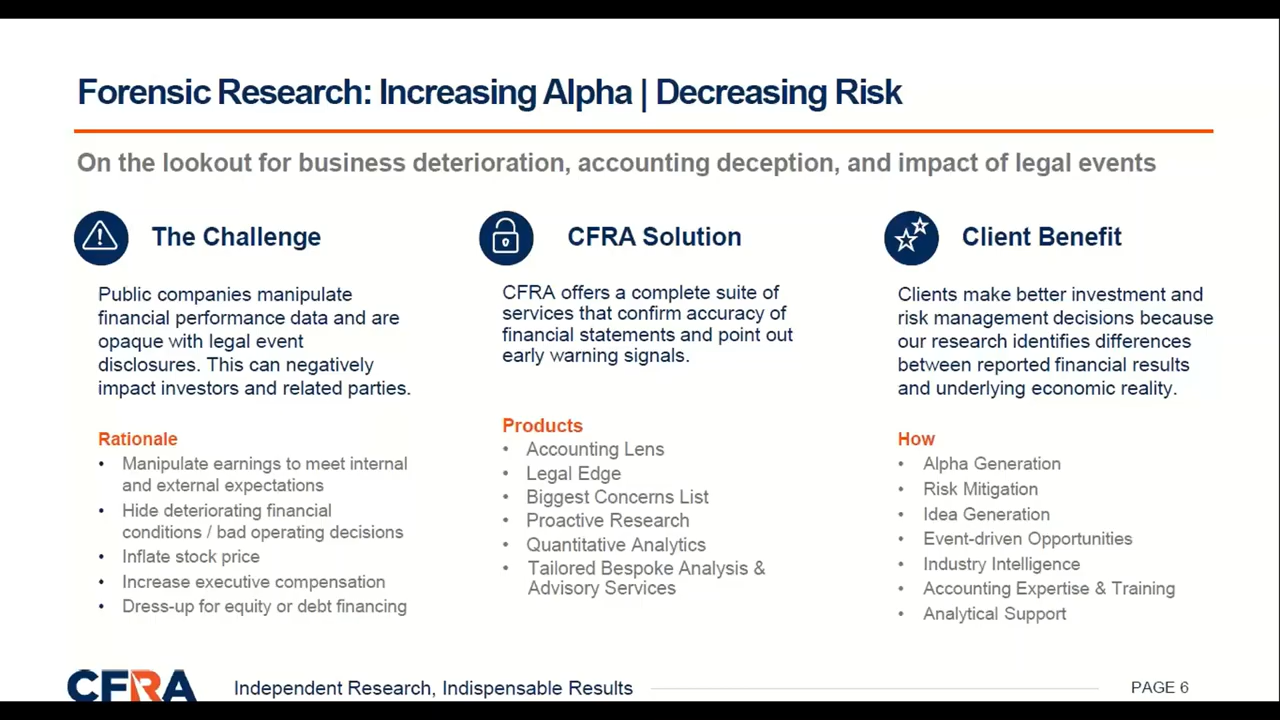 Forensic Research: Increasing Alpha | Decreasing Risk
On the lookout for business deterioration, accounting deception, and impact of legal events
The Challenge
Public companies manipulate
financial performance data and are
opaque with legal event
disclosures. This can negatively
impact investors and related parties.
Rationale
• Manipulate earnings to meet internal
and external expectations
• Hide deteriorating financial
conditions / bad operating decisions
• Inflate stock price
• Increase executive compensation
• Dress-up for equity or debt financing
CFRA Solution
CFRA offers a complete suite of
services that confirm accuracy of
financial statements and point out
early warning signals.
Products
• Accounting Lens
• Legal Edge
• Biggest Concerns List
• Proactive Research
• Quantitative Analytics
• Tailored Bespoke Analysis &
Advisory Services
Client Benefit
Clients make better investment and
risk management decisions because
our research identifies differences
between reported financial results
and underlying economic reality.
How
• Alpha Generation
• Risk Mitigation
• Idea Generation
• Event-driven Opportunities
• Industry Intelligence
• Accounting Expertise & Training
• Analytical Support
CFRA
Independent Research, Indispensable Results
PAGE 6